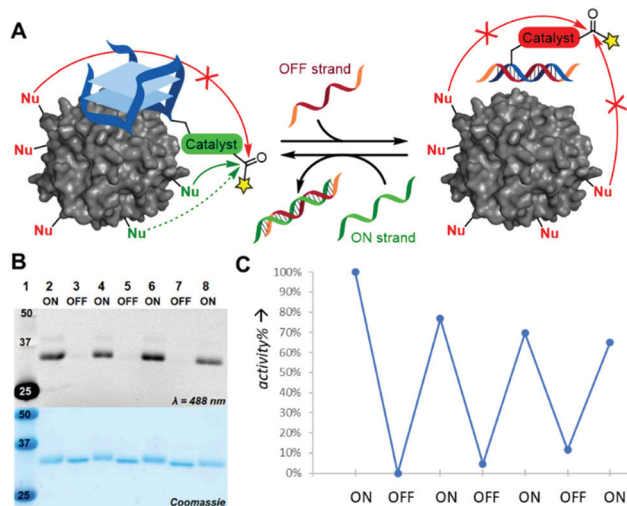 A
Nu
Nu
Nu
Nu
Nu
Catalyst
O
OFF strand
ON strand
Catalyst
O
Nu
Nu
Nu
Nu
Nu
B
1 2 3 4 5 6 7 8
ON OFF ON OFF ON OFF ON
50
37
25
λ = 488 nm
50
37
25
Coomassie
C
activity% →
100%
90%
80%
70%
60%
50%
40%
30%
20%
10%
0%
ON OFF ON OFF ON OFF ON